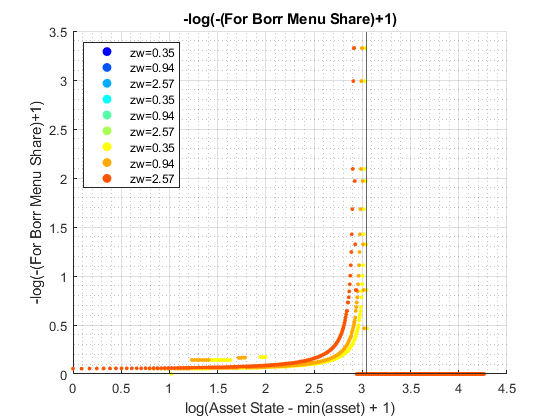 -log(-(For Borr Menu Share)+1)
3.5
3
2.5
2
1.5
1
0.5
0
-log(-(For Borr Menu Share)+1)
zw=0.35
zw=0.94
zw=2.57
zw=0.35
zw=0.94
zw=2.57
zw=0.35
zw=0.94
zw=2.57
0 0.5 1 1.5 2 2.5 3 3.5 4 4.5
log(Asset State - min(asset) + 1)